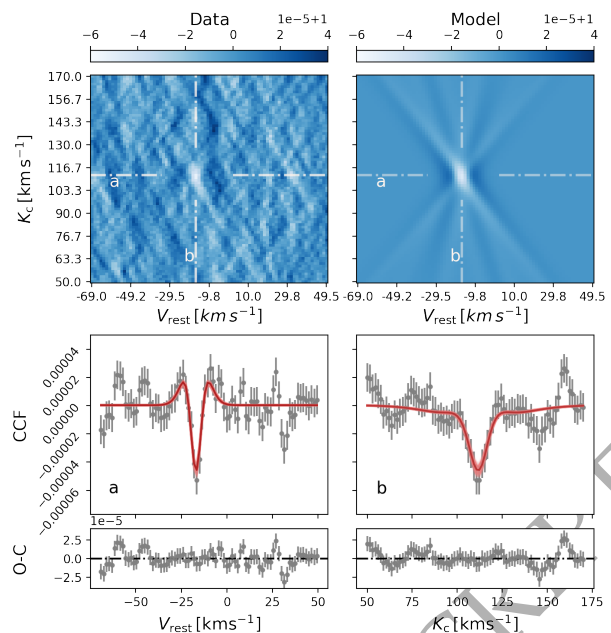 Data Model
1e−5+1 1e−5+1
−6 −4 −2 0 2 4 −6 −4 −2 0 2 4
170.0
156.7
143.3
130.0
116.6
103.3
90.0
76.7
63.3
50.0
K_c [km s⁻¹]
a
b
a
b
-69.0 -49.2 -29.5 -9.8 10.0 29.8 49.5 -69.0 -49.2 -29.5 -9.8 10.0 29.8 49.5
V_rest [km s⁻¹] V_rest [km s⁻¹]
0.00004
0.00002
0.00000
−0.00002
−0.00004
−0.00006
CCF
a
b
1e−5
2.5
0.0
−2.5
O-C
−50 −25 0 25 50 50 75 100 125 150 175
V_rest [km s⁻¹] K_c [km s⁻¹]